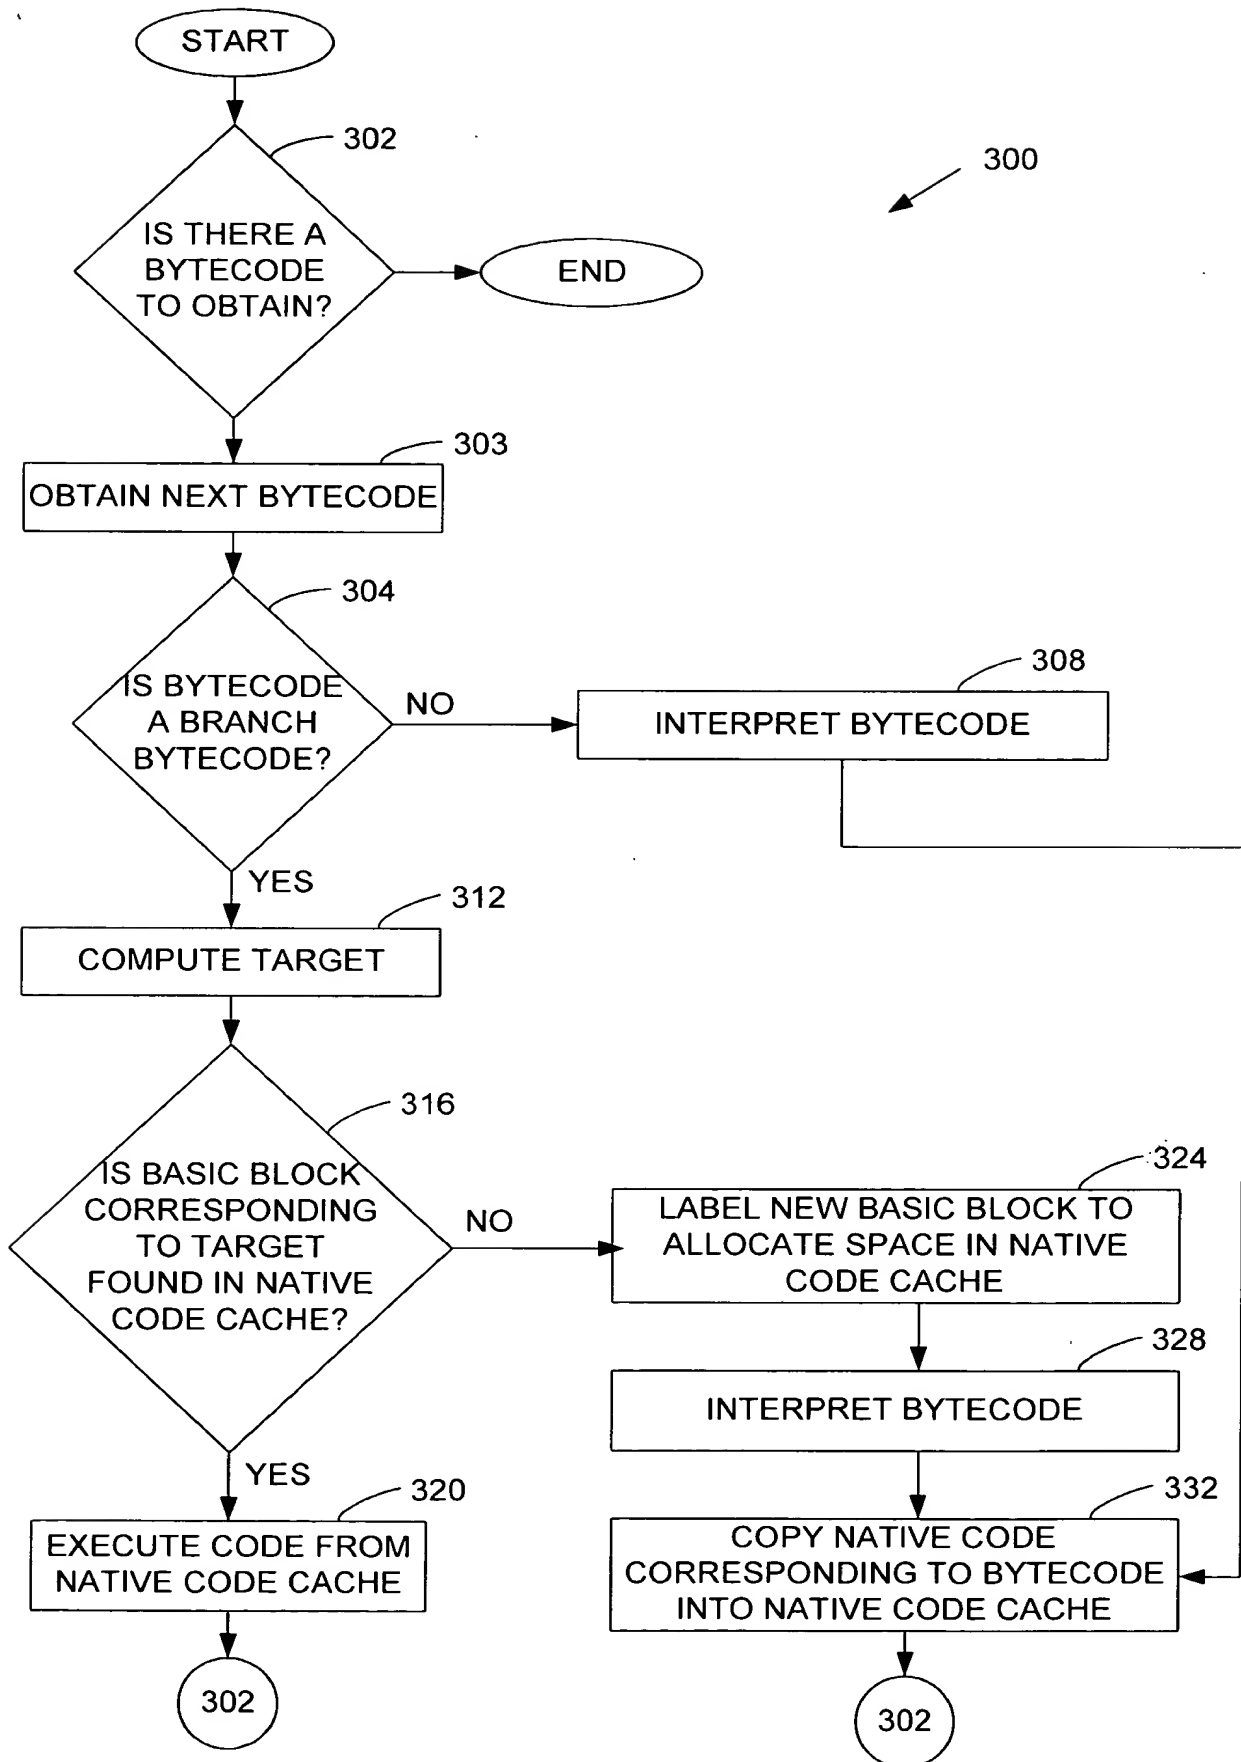 START
302
300
IS THERE A
BYTECODE
TO OBTAIN?
END
303
OBTAIN NEXT BYTECODE
304
IS BYTECODE
A BRANCH
BYTECODE?
NO
308
INTERPRET BYTECODE
YES
312
COMPUTE TARGET
316
IS BASIC BLOCK
CORRESPONDING
TO TARGET
FOUND IN NATIVE
CODE CACHE?
NO
324
LABEL NEW BASIC BLOCK TO
ALLOCATE SPACE IN NATIVE
CODE CACHE
328
INTERPRET BYTECODE
YES
320
EXECUTE CODE FROM
NATIVE CODE CACHE
332
COPY NATIVE CODE
CORRESPONDING TO BYTECODE
INTO NATIVE CODE CACHE
302
302